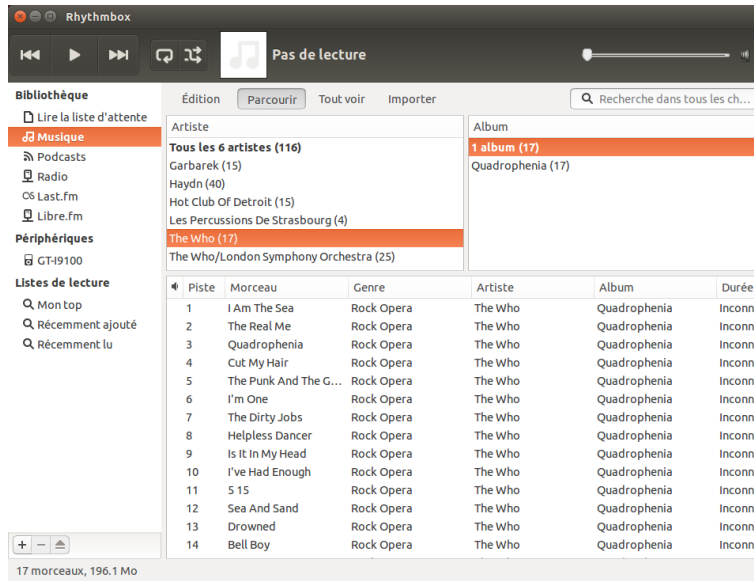 Rhythmbox
Pas de lecture
Bibliothèque
Lire la liste d'attente
Musique
Podcasts
Radio
Last.fm
Libre.fm
Périphériques
GT-I9100
Listes de lecture
Mon top
Récemment ajouté
Récemment lu
Édition Parcourir Tout voir Importer
Recherche dans tous les ch...
Artiste
Tous les 6 artistes (116)
Garbarek (15)
Haydn (40)
Hot Club Of Detroit (15)
Les Percussions De Strasbourg (4)
The Who (17)
The Who/London Symphony Orchestra (25)
Album
1 album (17)
Quadrophenia (17)
Piste Morceau Genre Artiste Album Durée
1 I Am The Sea Rock Opera The Who Quadrophenia Inconn
2 The Real Me Rock Opera The Who Quadrophenia Inconn
3 Quadrophenia Rock Opera The Who Quadrophenia Inconn
4 Cut My Hair Rock Opera The Who Quadrophenia Inconn
5 The Punk And The G... Rock Opera The Who Quadrophenia Inconn
6 I'm One Rock Opera The Who Quadrophenia Inconn
7 The Dirty Jobs Rock Opera The Who Quadrophenia Inconn
8 Helpless Dancer Rock Opera The Who Quadrophenia Inconn
9 Is It In My Head Rock Opera The Who Quadrophenia Inconn
10 I've Had Enough Rock Opera The Who Quadrophenia Inconn
11 5 15 Rock Opera The Who Quadrophenia Inconn
12 Sea And Sand Rock Opera The Who Quadrophenia Inconn
13 Drowned Rock Opera The Who Quadrophenia Inconn
14 Bell Boy Rock Opera The Who Quadrophenia Inconn
17 morceaux, 196.1 Mo